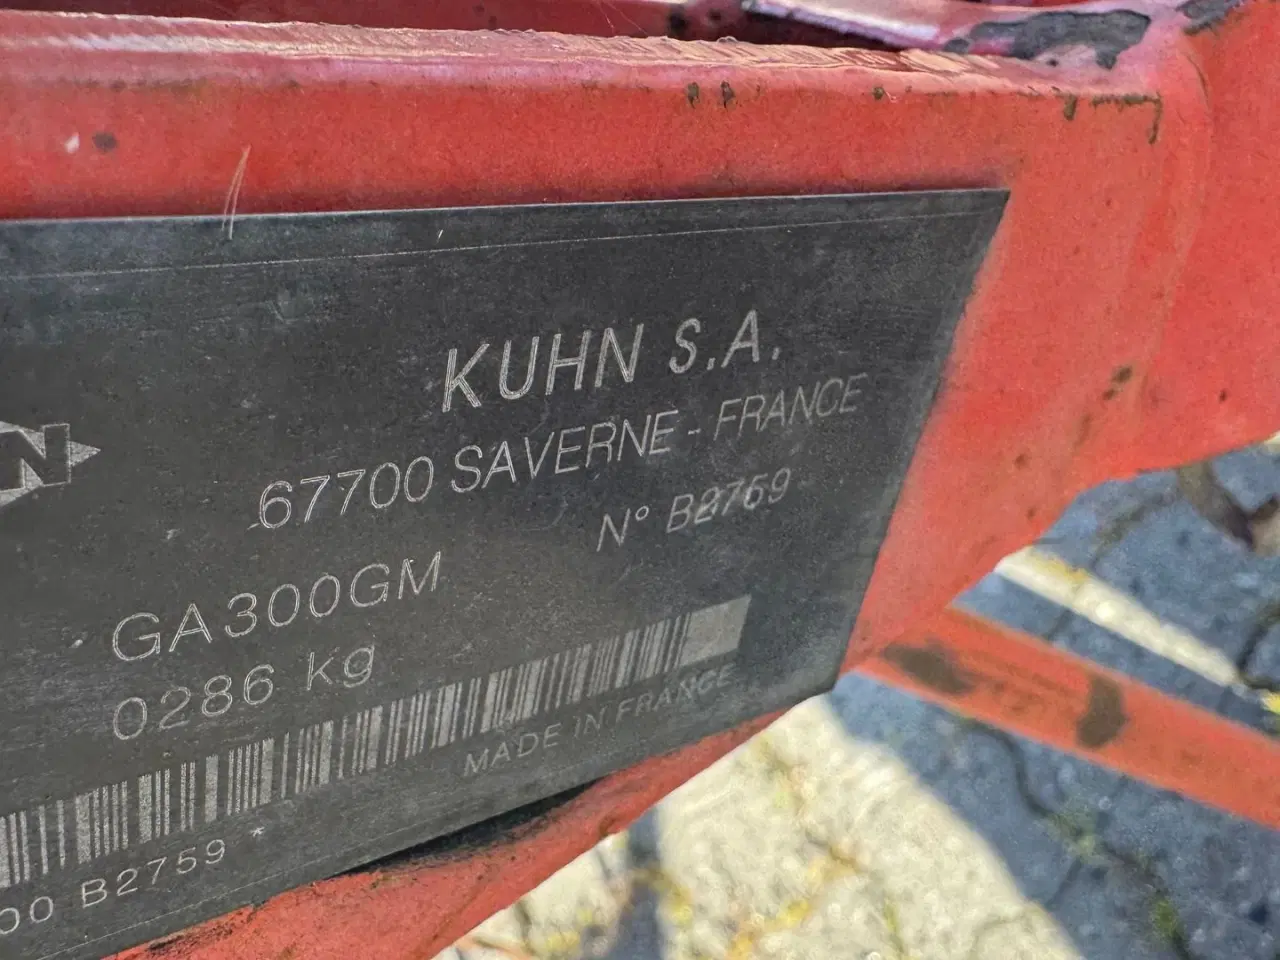 KUHN S.A.
67700 SAVERNE - FRANCE
N° B2759
GA300GM
0286 kg
MADE IN FRANCE
00 B2759 *